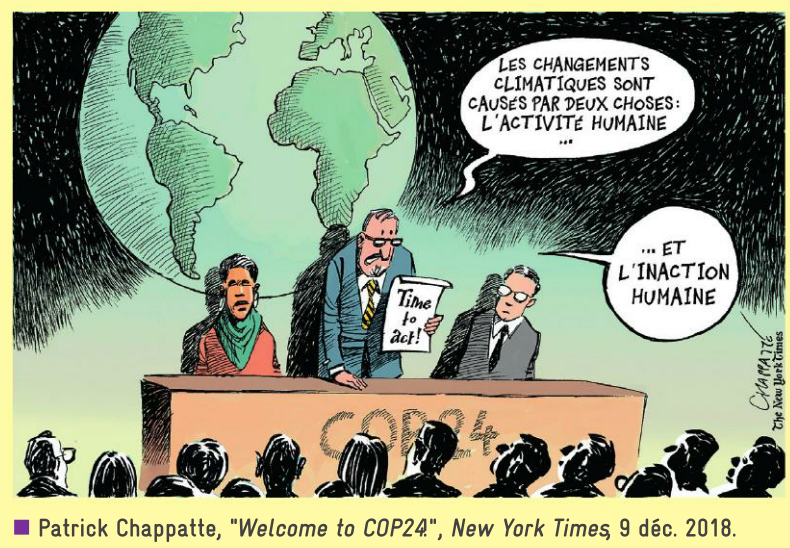 LES CHANGEMENTS
CLIMATIQUES SONT
CAUSÉS PAR DEUX CHOSES:
L'ACTIVITÉ HUMAINE
...
... ET
L'INACTION
HUMAINE
Time
to
act!
COP24
CHAPPATTE
The New York Times
■ Patrick Chappatte, "Welcome to COP24!", New York Times, 9 déc. 2018.